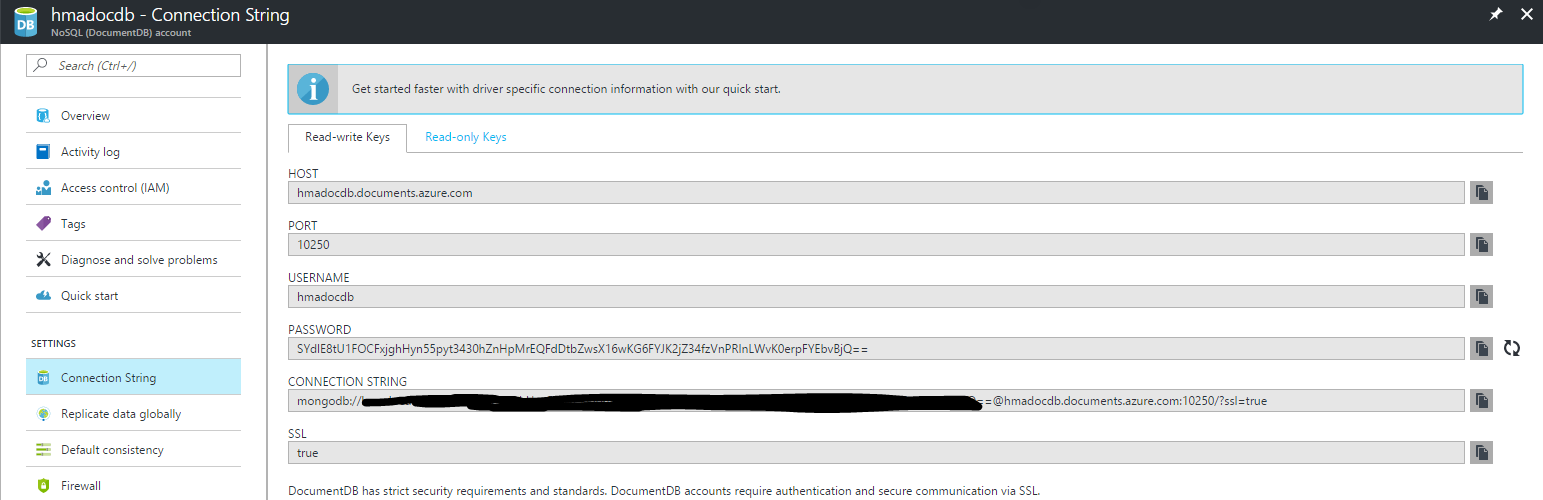 hmadocdb - Connection String
NoSQL (DocumentDB) account
Search (Ctrl+/)
Overview
Activity log
Access control (IAM)
Tags
Diagnose and solve problems
Quick start
SETTINGS
Connection String
Replicate data globally
Default consistency
Firewall
Get started faster with driver specific connection information with our quick start.
Read-write Keys
Read-only Keys
HOST
hmadocdb.documents.azure.com
PORT
10250
USERNAME
hmadocdb
PASSWORD
SYdIE8tU1FOCFxjghHyn55pyt3430hZnHpMrEQFdDtbZwsX16wKG6FYJK2jZ34fzVnPRInLWvK0erpFYEbvBjQ==
CONNECTION STRING
mongodb:// ==@hmadocdb.documents.azure.com:10250/?ssl=true
SSL
true
DocumentDB has strict security requirements and standards. DocumentDB accounts require authentication and secure communication via SSL.